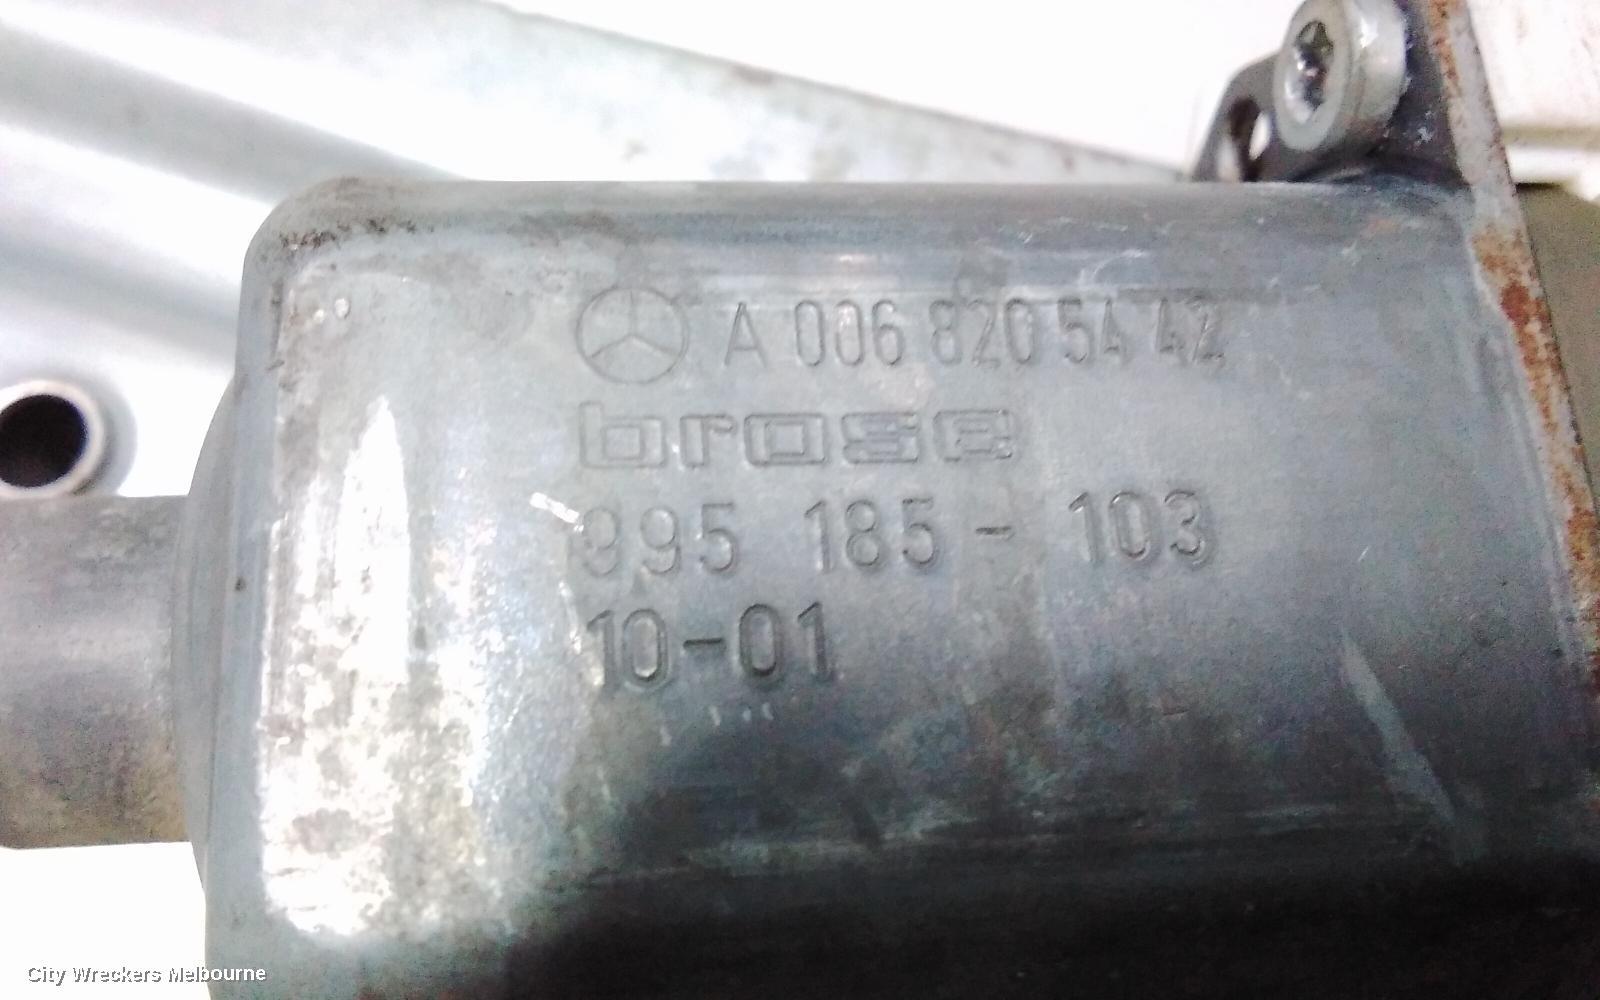 A 006 820 54 42
brose
995 185 - 103
10-01
City Wreckers Melbourne